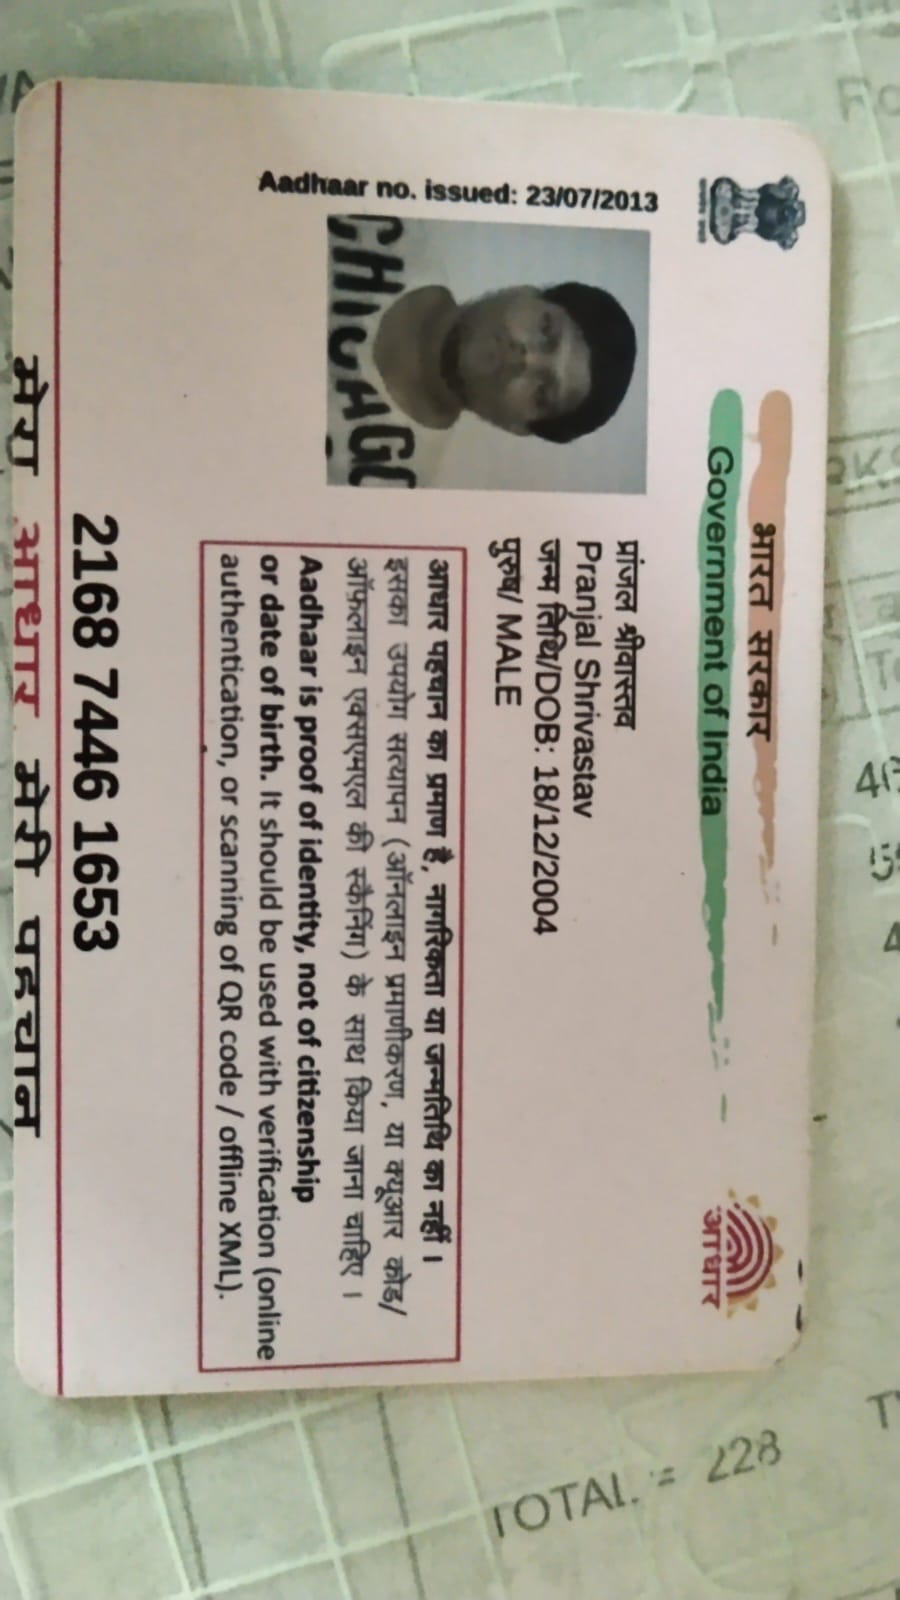 भारत सरकार
Government of India
Aadhaar no. issued: 23/07/2013
CHICAGO
प्रांजल श्रीवास्तव
Pranjal Shrivastav
जन्म तिथि/DOB: 18/12/2004
पुरुष/ MALE
आधार पहचान का प्रमाण है, नागरिकता या जन्मतिथि का नहीं ।
इसका उपयोग सत्यापन (ऑनलाइन प्रमाणीकरण, या क्यूआर कोड/
ऑफ़लाइन एक्सएमएल की स्कैनिंग) के साथ किया जाना चाहिए ।
Aadhaar is proof of identity, not of citizenship
or date of birth. It should be used with verification (online
authentication, or scanning of QR code / offline XML).
आधार
2168 7446 1653
मेरा आधार मेरी पहचान
TOTAL = 228